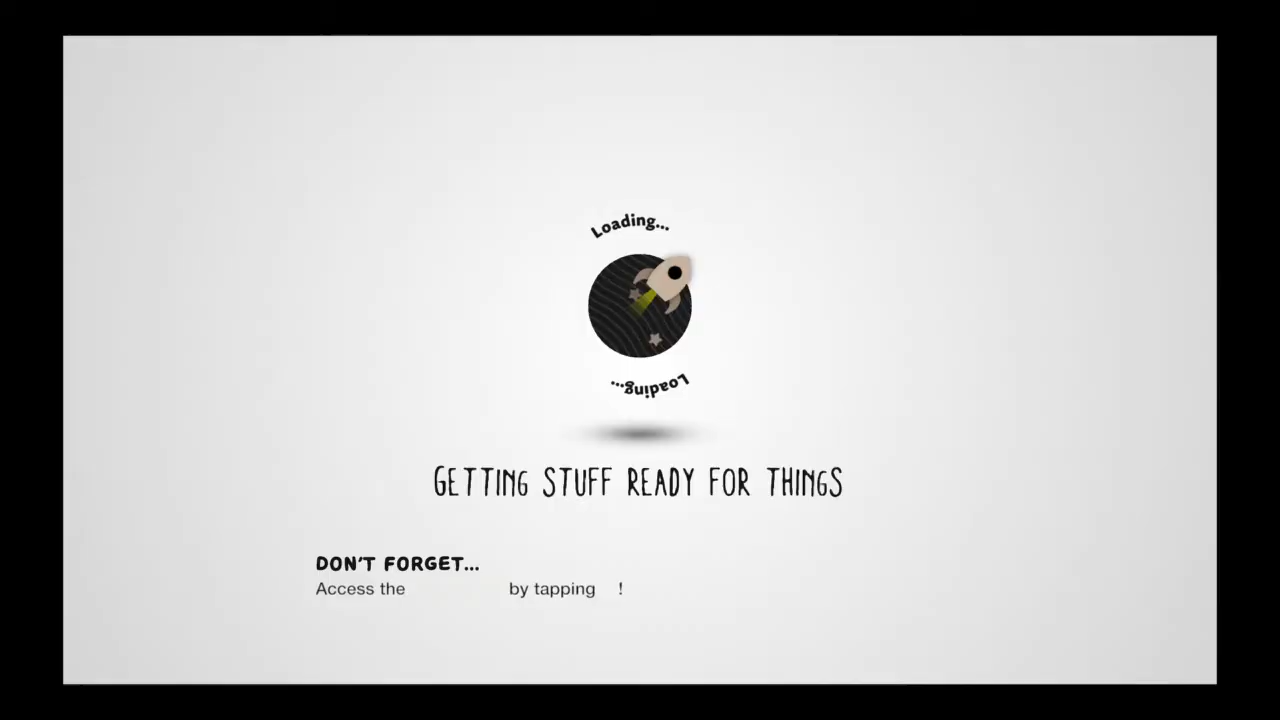 Loading...
Loading...
GETTING STUFF READY FOR THINGS
DON'T FORGET...
Access the by tapping !